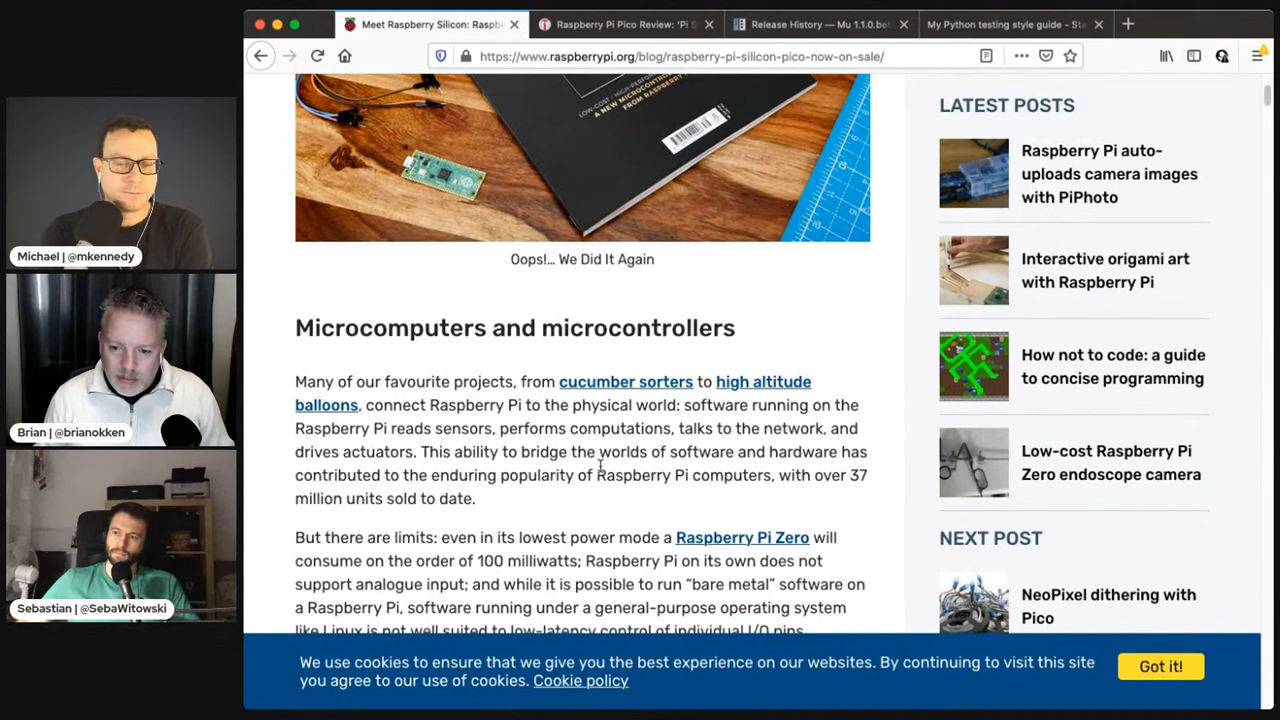 Meet Raspberry Silicon: Raspb
Raspberry Pi Pico Review: 'Pi S
Release History — Mu 1.1.0.be
My Python testing style guide - Sta
https://www.raspberrypi.org/blog/raspberry-pi-silicon-pico-now-on-sale/
Michael | @mkennedy
Brian | @brianokken
Sebastian | @SebaWitowski
LOW-COST • HIGH-PERFO
A NEW MICROCONTROLLER
FROM RASPBERRY
Oops!… We Did It Again
Microcomputers and microcontrollers
Many of our favourite projects, from cucumber sorters to high altitude
balloons, connect Raspberry Pi to the physical world: software running on the
Raspberry Pi reads sensors, performs computations, talks to the network, and
drives actuators. This ability to bridge the worlds of software and hardware has
contributed to the enduring popularity of Raspberry Pi computers, with over 37
million units sold to date.
But there are limits: even in its lowest power mode a Raspberry Pi Zero will
consume on the order of 100 milliwatts; Raspberry Pi on its own does not
support analogue input; and while it is possible to run “bare metal” software on
a Raspberry Pi, software running under a general-purpose operating system
like Linux is not well suited to low-latency control of individual I/O pins.
LATEST POSTS
Raspberry Pi auto-
uploads camera images
with PiPhoto
Interactive origami art
with Raspberry Pi
How not to code: a guide
to concise programming
Low-cost Raspberry Pi
Zero endoscope camera
NEXT POST
NeoPixel dithering with
Pico
We use cookies to ensure that we give you the best experience on our websites. By continuing to visit this site
you agree to our use of cookies. Cookie policy
Got it!